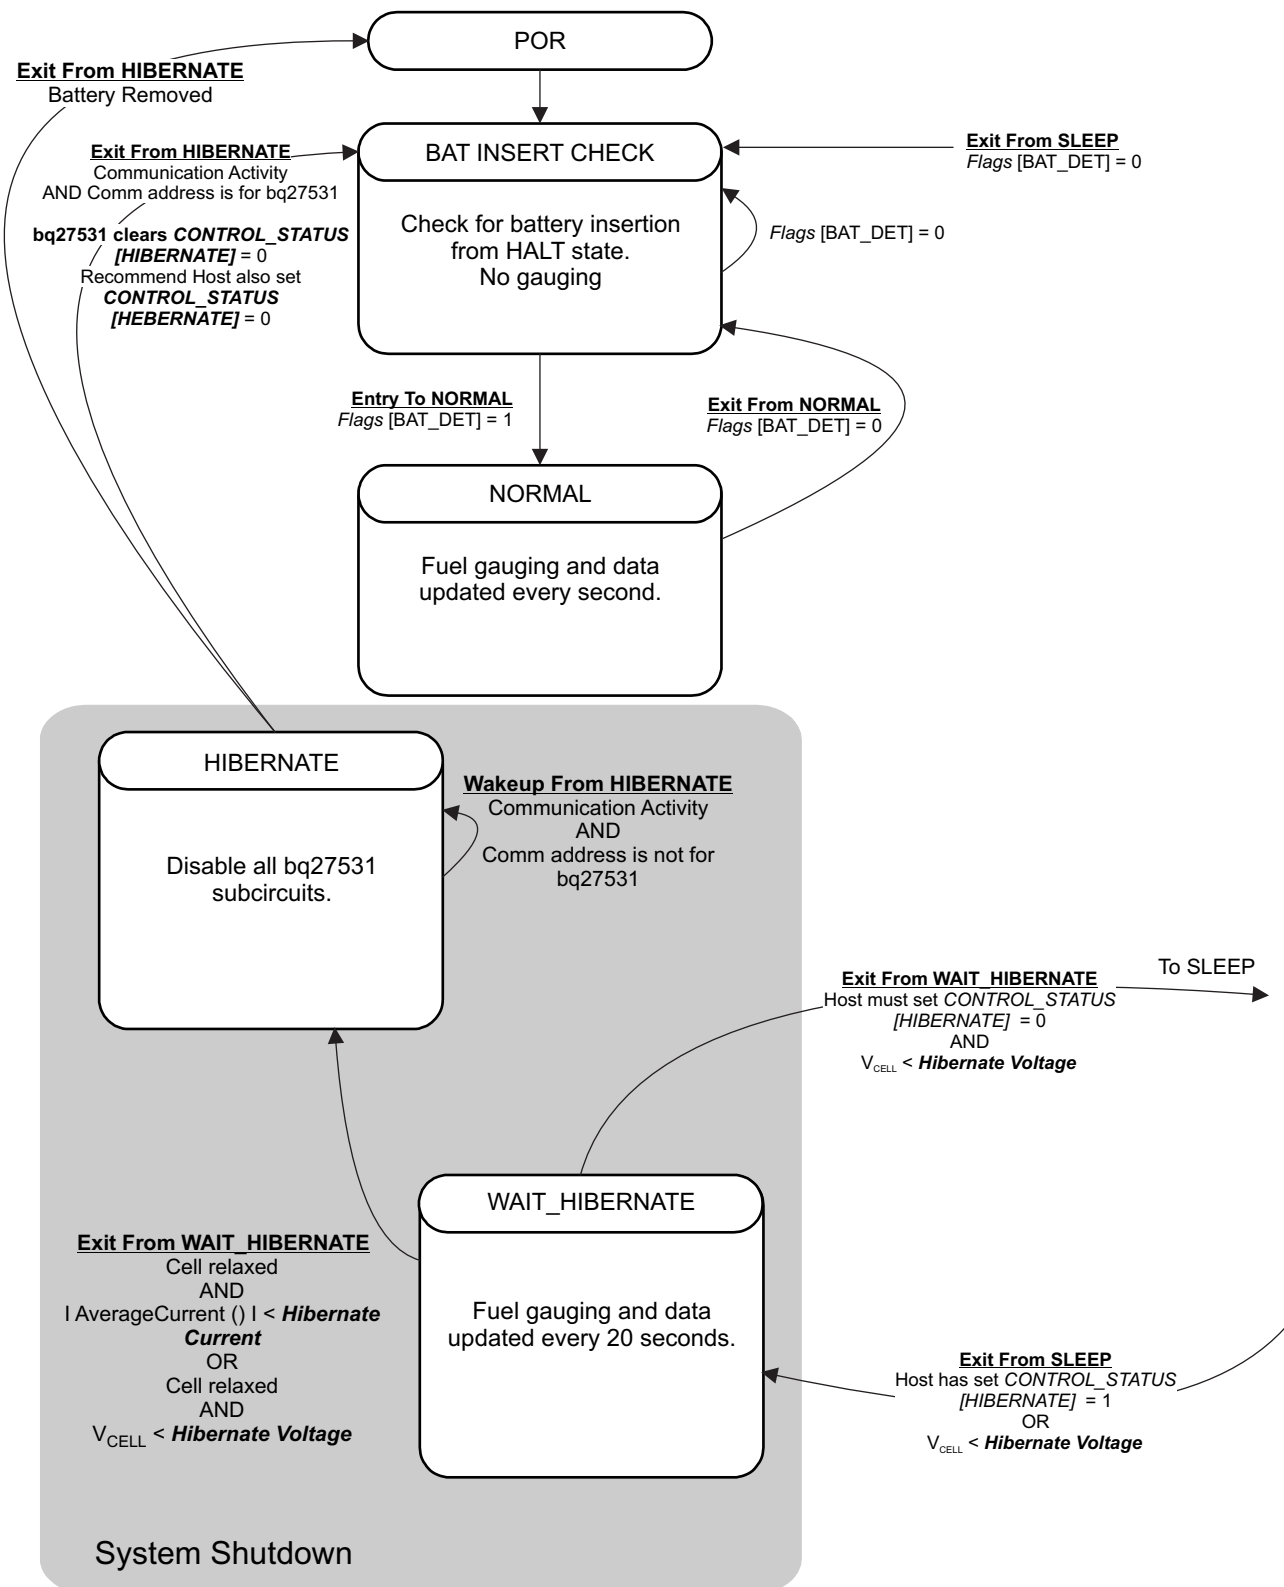 POR
Exit From HIBERNATE
Battery Removed
Exit From HIBERNATE
Communication Activity
AND Comm address is for bq27531
bq27531 clears CONTROL_STATUS
[HIBERNATE] = 0
Recommend Host also set
CONTROL_STATUS
[HEBERNATE] = 0
BAT INSERT CHECK
Check for battery insertion
from HALT state.
No gauging
Exit From SLEEP
Flags [BAT_DET] = 0
Flags [BAT_DET] = 0
Entry To NORMAL
Flags [BAT_DET] = 1
Exit From NORMAL
Flags [BAT_DET] = 0
NORMAL
Fuel gauging and data
updated every second.
HIBERNATE
Disable all bq27531
subcircuits.
Wakeup From HIBERNATE
Communication Activity
AND
Comm address is not for
bq27531
Exit From WAIT_HIBERNATE
Host must set CONTROL_STATUS
[HIBERNATE] = 0
AND
VCELL < Hibernate Voltage
To SLEEP
WAIT_HIBERNATE
Fuel gauging and data
updated every 20 seconds.
Exit From WAIT_HIBERNATE
Cell relaxed
AND
I AverageCurrent () I < Hibernate
Current
OR
Cell relaxed
AND
VCELL < Hibernate Voltage
Exit From SLEEP
Host has set CONTROL_STATUS
[HIBERNATE] = 1
OR
VCELL < Hibernate Voltage
System Shutdown